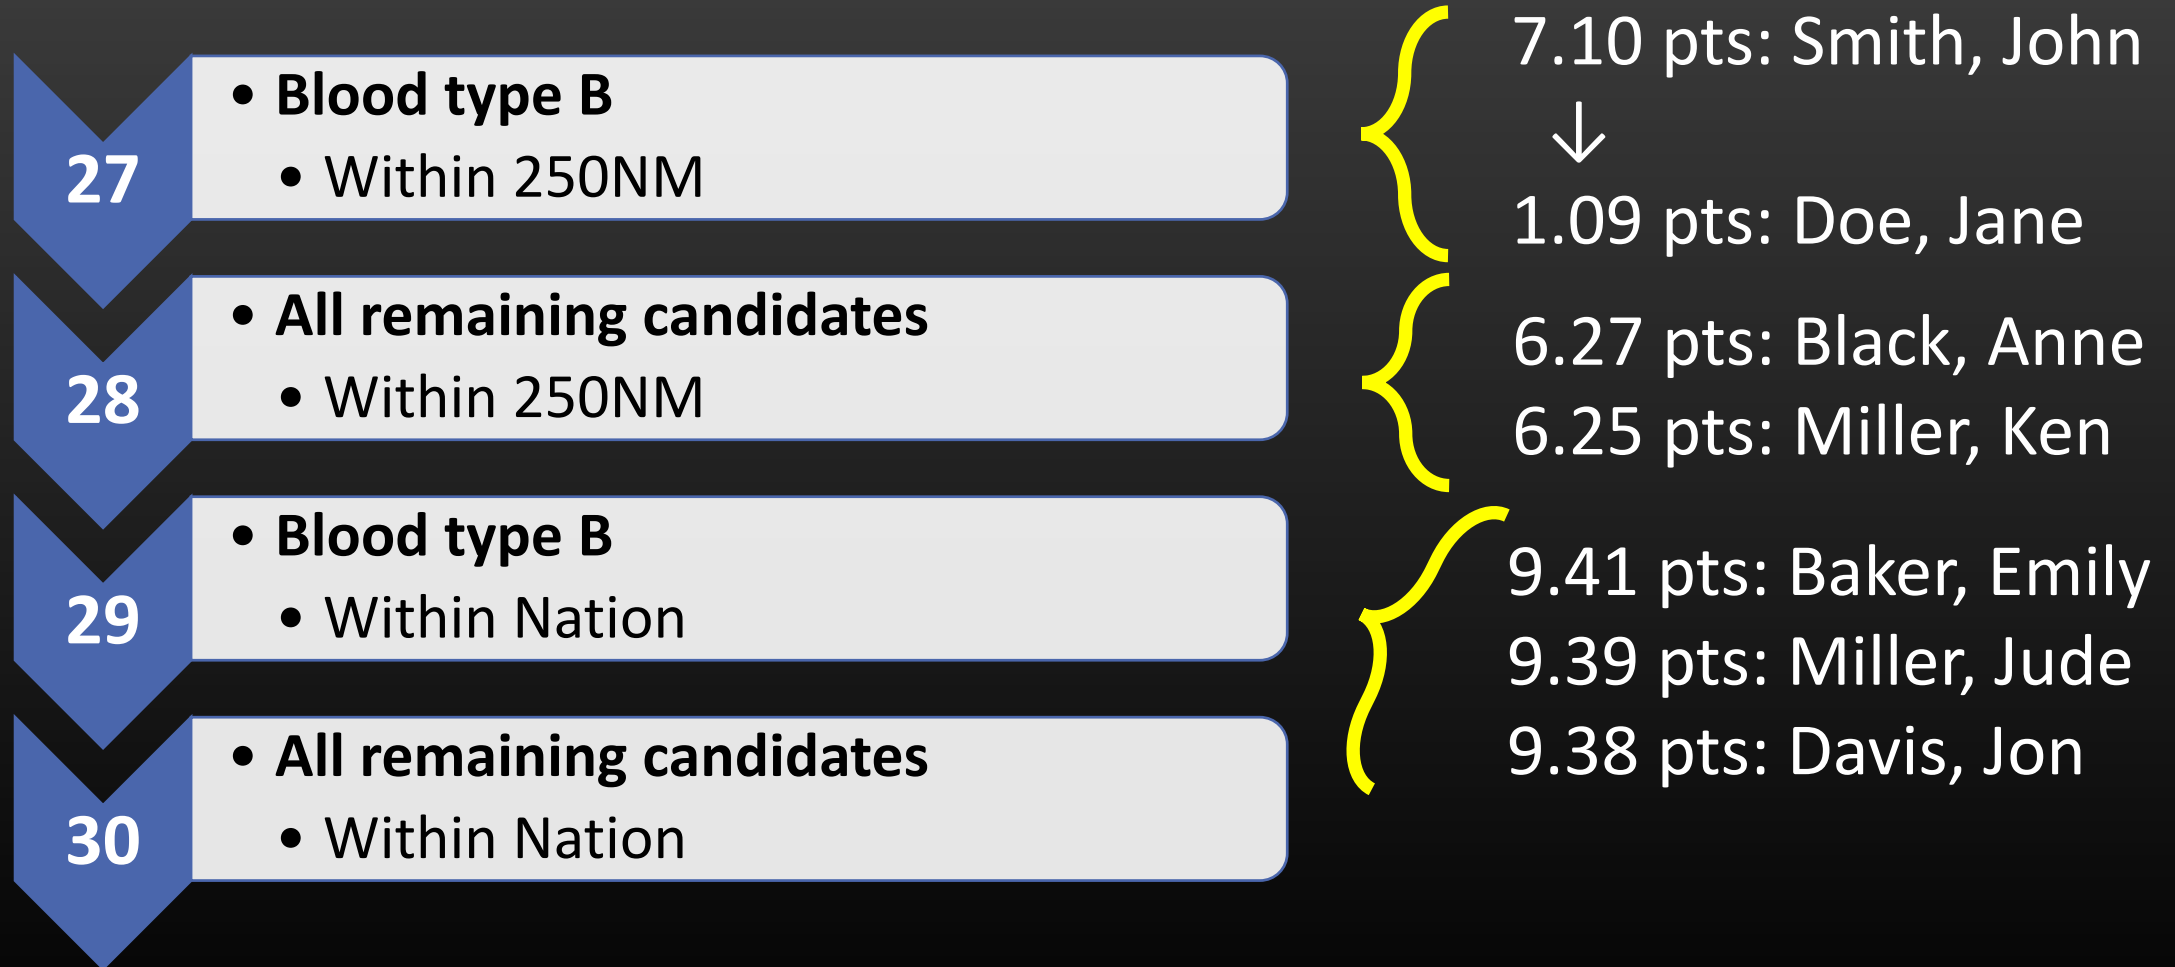 27
• Blood type B
• Within 250NM
7.10 pts: Smith, John
↓
1.09 pts: Doe, Jane
28
• All remaining candidates
• Within 250NM
6.27 pts: Black, Anne
6.25 pts: Miller, Ken
29
• Blood type B
• Within Nation
9.41 pts: Baker, Emily
9.39 pts: Miller, Jude
9.38 pts: Davis, Jon
30
• All remaining candidates
• Within Nation